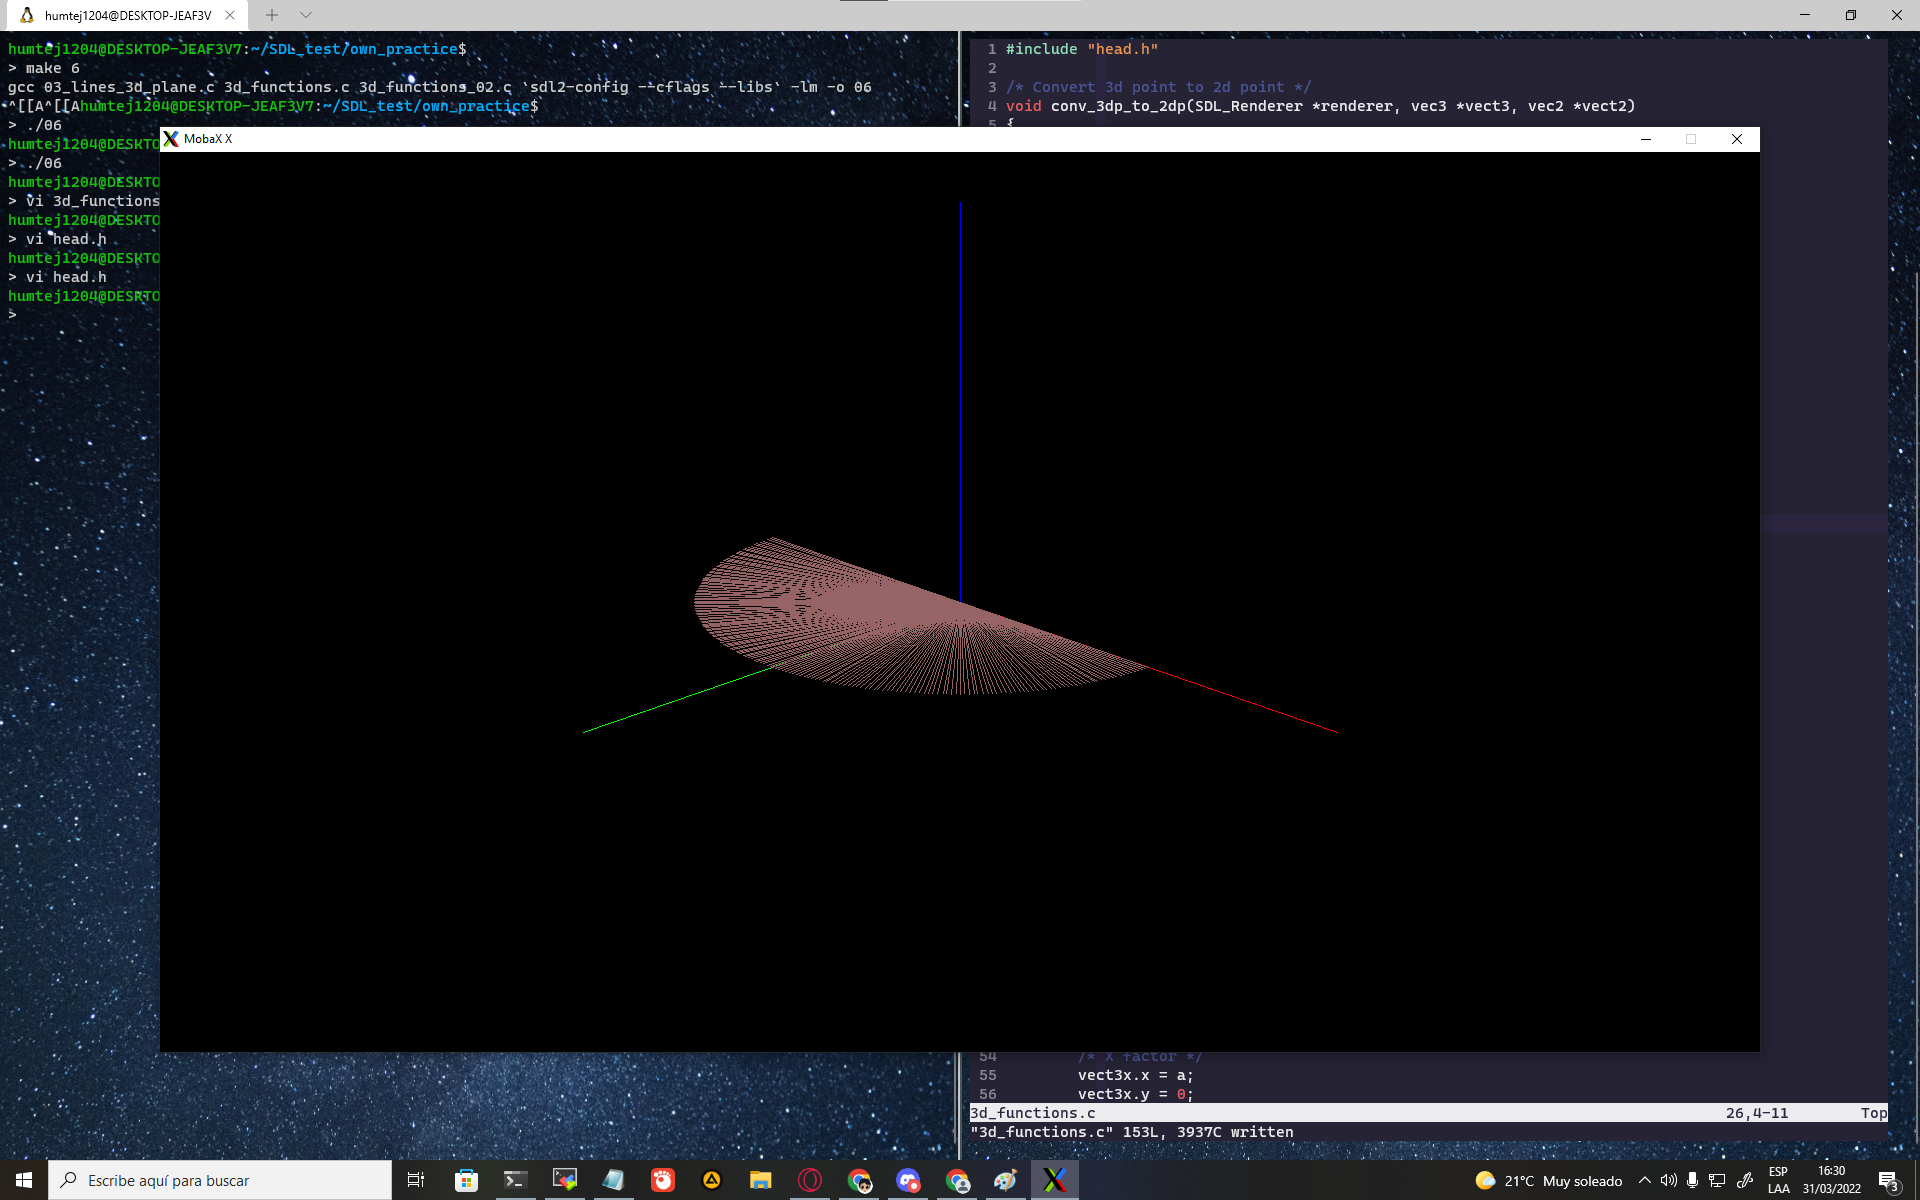 humtej1204@DESKTOP-JEAF3V
humtej1204@DESKTOP-JEAF3V7:~/SDL_test/own_practice$
> make 6
gcc 03_lines_3d_plane.c 3d_functions.c 3d_functions_02.c `sdl2-config --cflags --libs` -lm -o 06
^[[A^[[Ahumtej1204@DESKTOP-JEAF3V7:~/SDL_test/own_practice$
> ./06
humtej1204@DESKTO
> ./06
humtej1204@DESKTO
> vi 3d_functions
humtej1204@DESKTO
> vi head.h
humtej1204@DESKTO
> vi head.h
humtej1204@DESKTO
>
1 #include "head.h"
2
3 /* Convert 3d point to 2d point */
4 void conv_3dp_to_2dp(SDL_Renderer *renderer, vec3 *vect3, vec2 *vect2)
5 {
MobaX X
54 /* X factor */
55 vect3x.x = a;
56 vect3x.y = 0;
3d_functions.c 26,4-11 Top
"3d_functions.c" 153L, 3937C written
Escribe aquí para buscar
21°C Muy soleado
ESP
LAA
16:30
31/03/2022
3